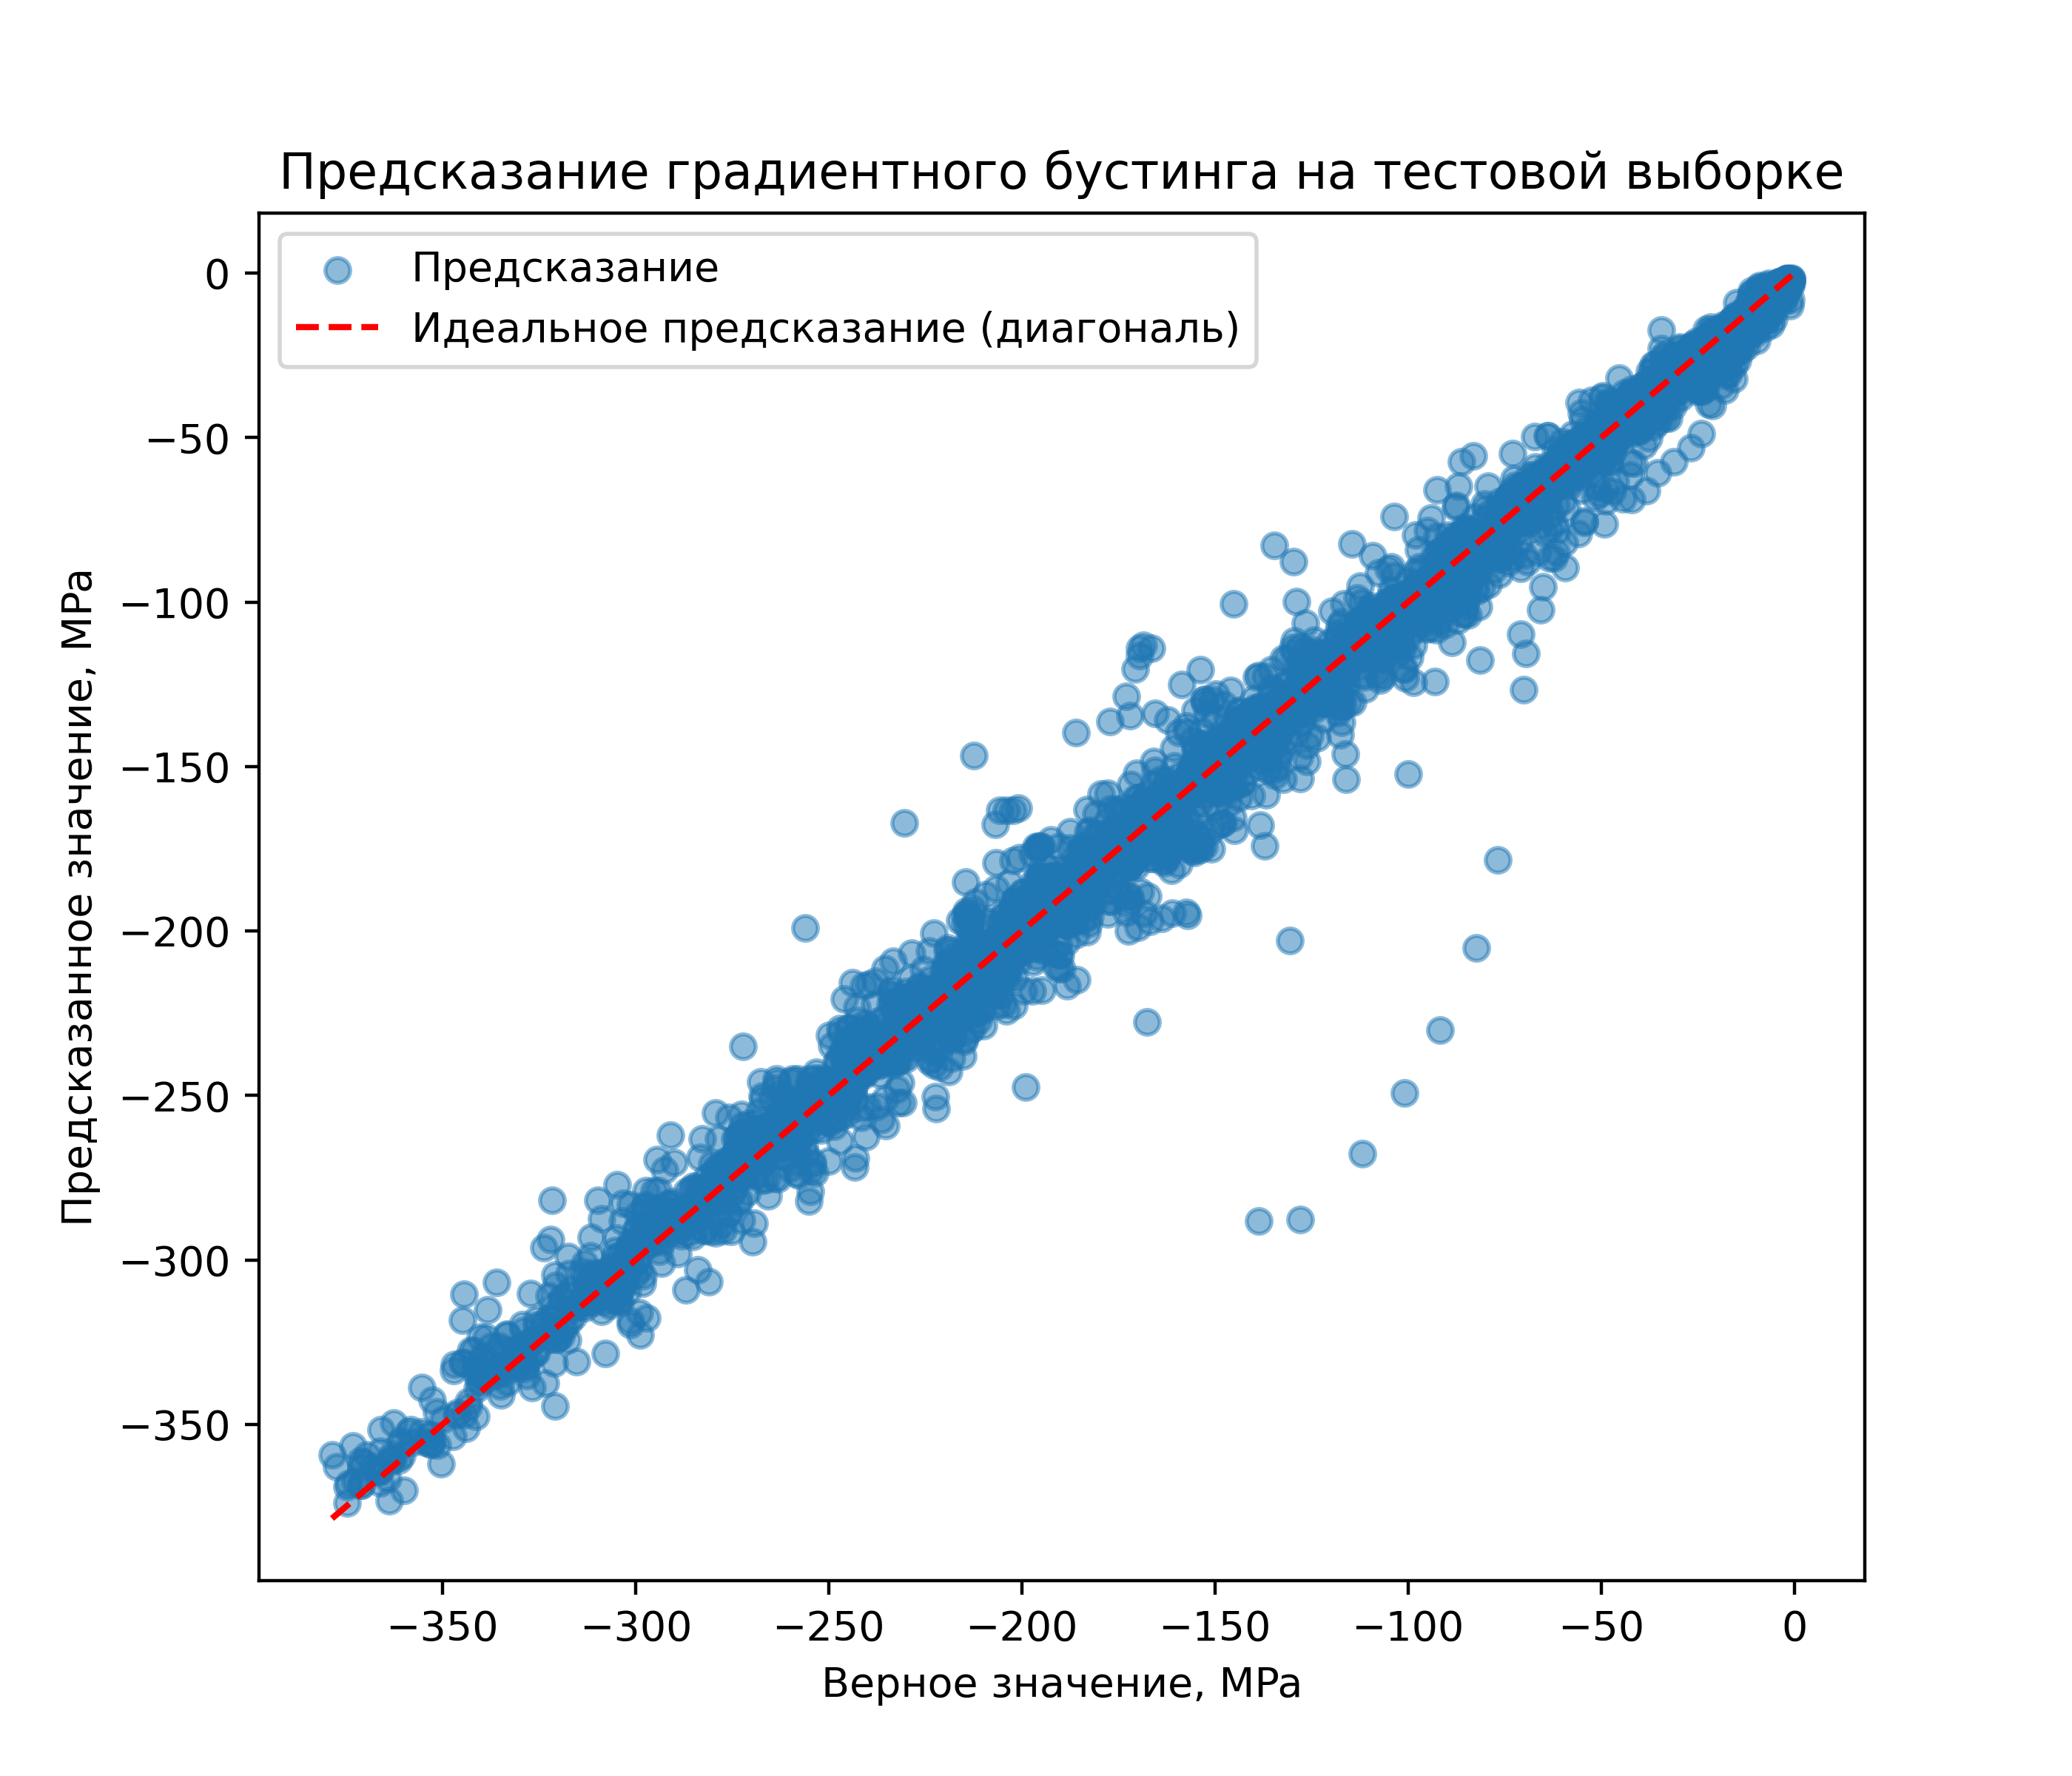 Предсказание градиентного бустинга на тестовой выборке
Предсказание
Идеальное предсказание (диагональ)
Предсказанное значение, MPa
0
−50
−100
−150
−200
−250
−300
−350
−350 −300 −250 −200 −150 −100 −50 0
Верное значение, MPa